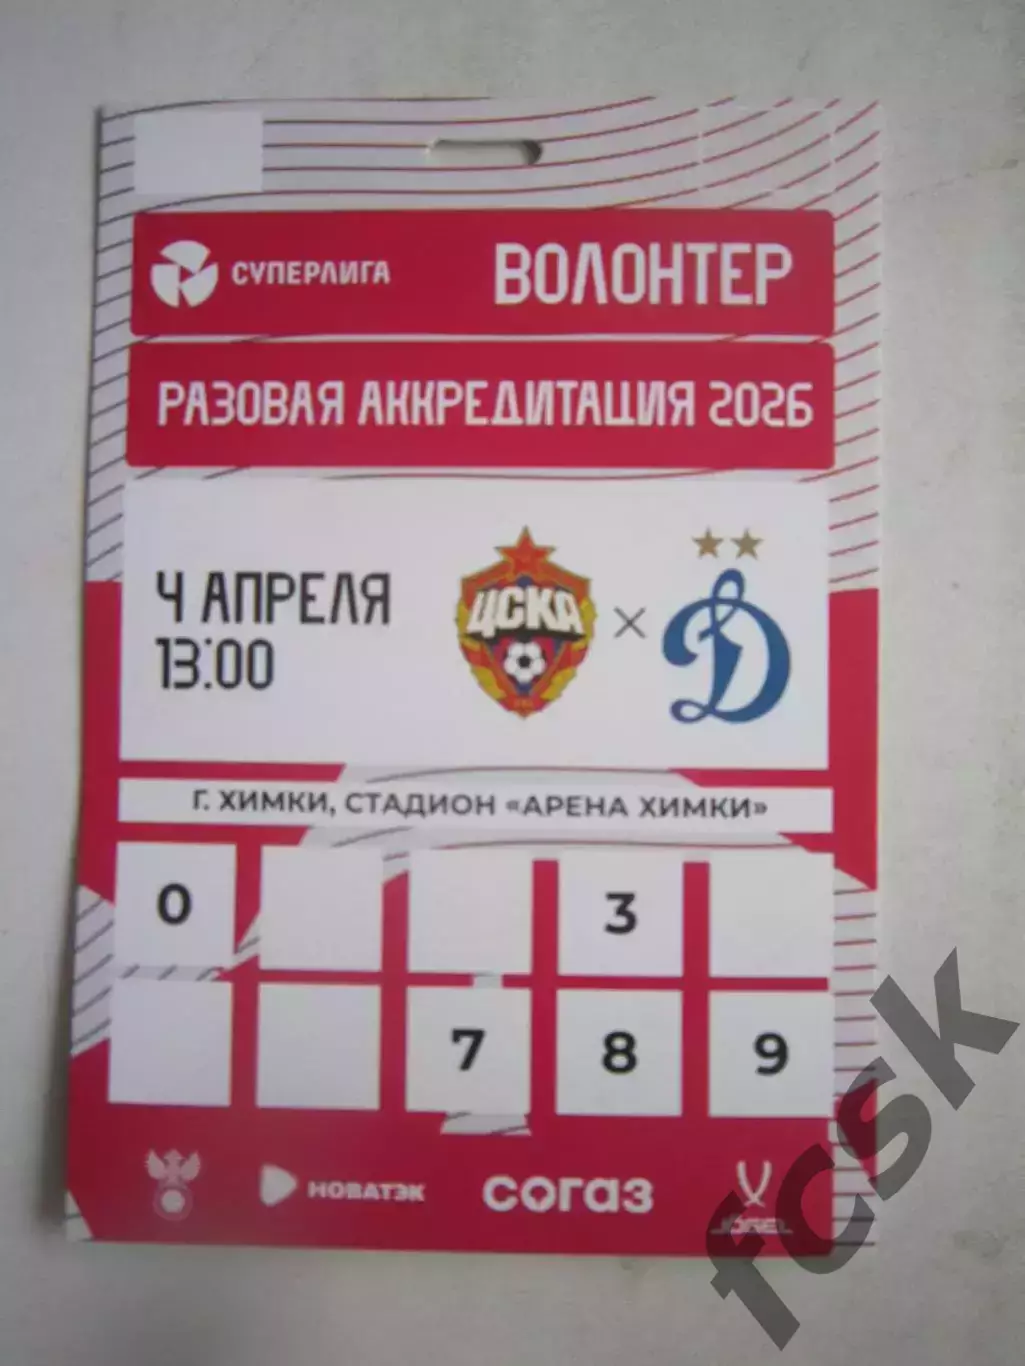 СУПЕРЛИГА
ВОЛОНТЕР
РАЗОВАЯ АККРЕДИТАЦИЯ 2026
4 АПРЕЛЯ
13:00
ЦСКА
×
Д
Г. ХИМКИ, СТАДИОН «АРЕНА ХИМКИ»
0 3
7 8 9
НОВАТЭК
СОГАЗ
JÖGEL
fcsk